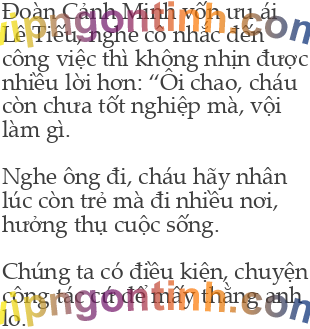 Đoàn Cảnh Minh vốn ưu ái
Lê Tiếu, nghe cô nhắc đến
công việc thì không nhịn được
nhiều lời hơn: “Ôi chao, cháu
còn chưa tốt nghiệp mà, vội
làm gì.
Nghe ông đi, cháu hãy nhân
lúc còn trẻ mà đi nhiều nơi,
hưởng thụ cuộc sống.
Chúng ta có điều kiện, chuyện
công tác cứ để mấy thằng anh
lo.
vipngontinh.com
vipngontinh.com